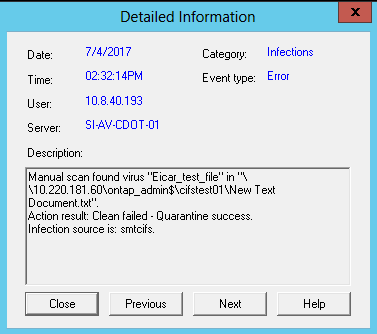 Detailed Information
x
Date: 7/4/2017 Category: Infections
Time: 02:32:14PM Event type: Error
User: 10.8.40.193
Server: SI-AV-CDOT-01
Description:
Manual scan found virus "Eicar_test_file" in "\
\10.220.181.60\ontap_admin$\cifstest01\New Text
Document.txt".
Action result: Clean failed - Quarantine success.
Infection source is: smtcifs.
Close Previous Next Help